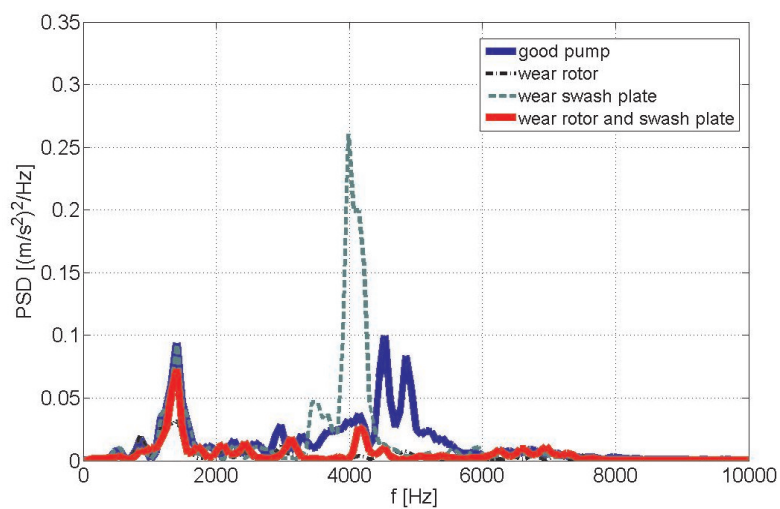 0.35
0.3
0.25
0.2
0.15
0.1
0.05
0
PSD [(m/s²)²/Hz]
good pump
wear rotor
wear swash plate
wear rotor and swash plate
0 2000 4000 6000 8000 10000
f [Hz]